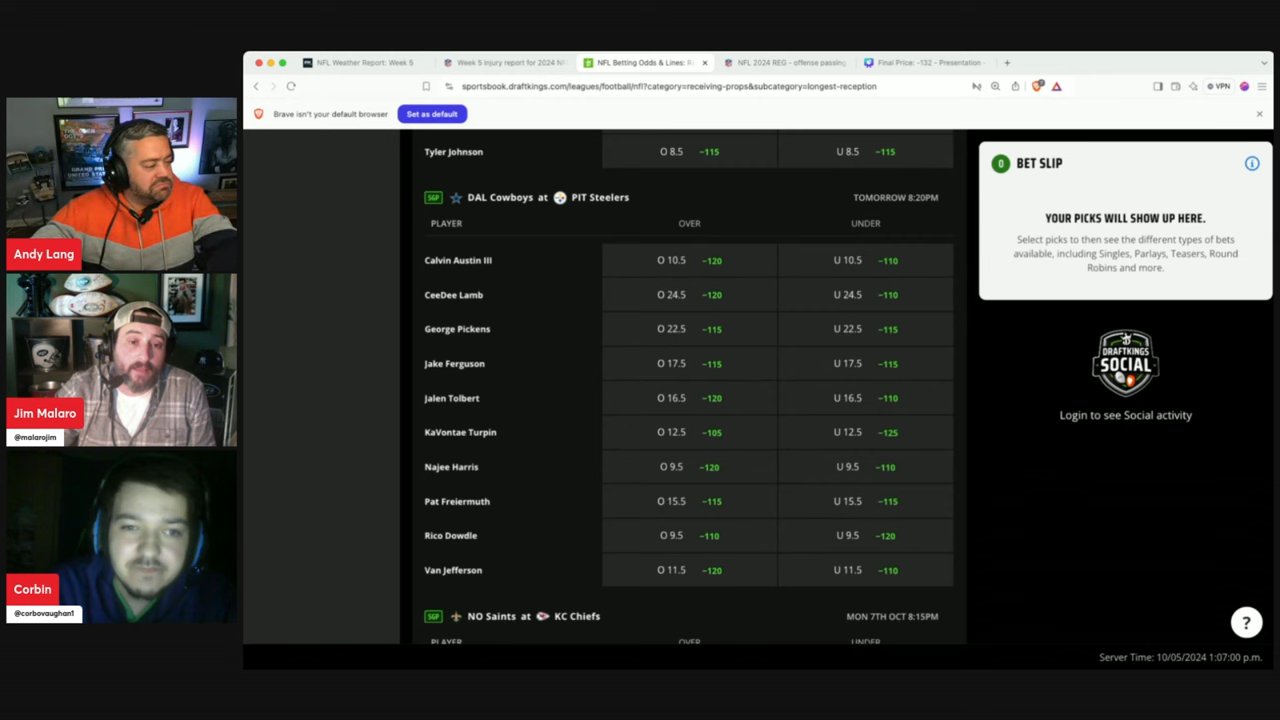 NFL Weather Report: Week 5
Week 5 injury report for 2024 NF
NFL Betting Odds & Lines: R
NFL 2024 REG - offense passing
Final Price: -132 - Presentation -
sportsbook.draftkings.com/leagues/football/nfl?category=receiving-props&subcategory=longest-reception
VPN
Brave isn't your default browser
Set as default
Tyler Johnson O 8.5 -115 U 8.5 -115
SGP DAL Cowboys at PIT Steelers TOMORROW 8:20PM
PLAYER OVER UNDER
Calvin Austin III O 10.5 -120 U 10.5 -110
CeeDee Lamb O 24.5 -120 U 24.5 -110
George Pickens O 22.5 -115 U 22.5 -115
Jake Ferguson O 17.5 -115 U 17.5 -115
Jalen Tolbert O 16.5 -120 U 16.5 -110
KaVontae Turpin O 12.5 -105 U 12.5 -125
Najee Harris O 9.5 -120 U 9.5 -110
Pat Freiermuth O 15.5 -115 U 15.5 -115
Rico Dowdle O 9.5 -110 U 9.5 -120
Van Jefferson O 11.5 -120 U 11.5 -110
SGP NO Saints at KC Chiefs MON 7TH OCT 8:15PM
PLAYER OVER UNDER
0 BET SLIP
YOUR PICKS WILL SHOW UP HERE.
Select picks to then see the different types of bets
available, including Singles, Parlays, Teasers, Round
Robins and more.
DRAFTKINGS
SOCIAL
Login to see Social activity
?
Server Time: 10/05/2024 1:07:00 p.m.
Andy Lang
Jim Malaro
@malarojim
Corbin
@corbovaughan1